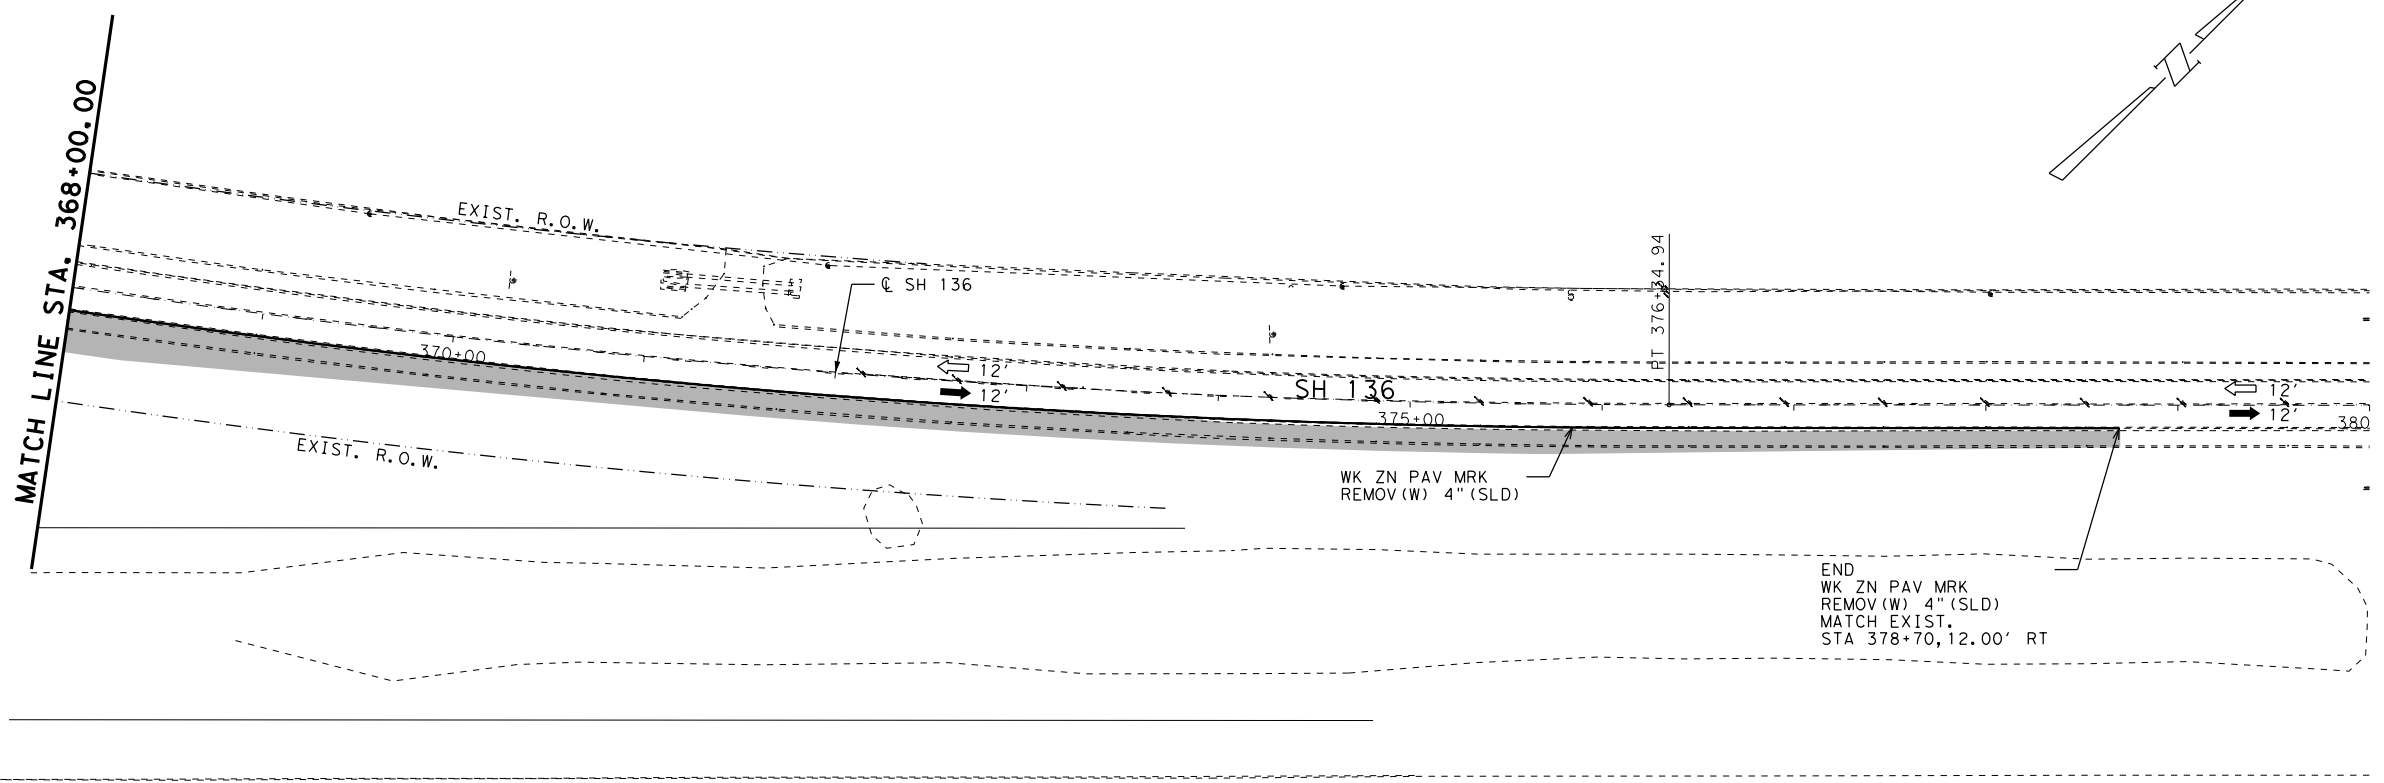 MATCH LINE STA. 368+00.00
EXIST. R.O.W.
℄ SH 136
PT 376+34.94
370+00
12'
12'
SH 136
375+00
12'
12'
380
EXIST. R.O.W.
WK ZN PAV MRK
REMOV(W) 4"(SLD)
END
WK ZN PAV MRK
REMOV(W) 4"(SLD)
MATCH EXIST.
STA 378+70,12.00' RT